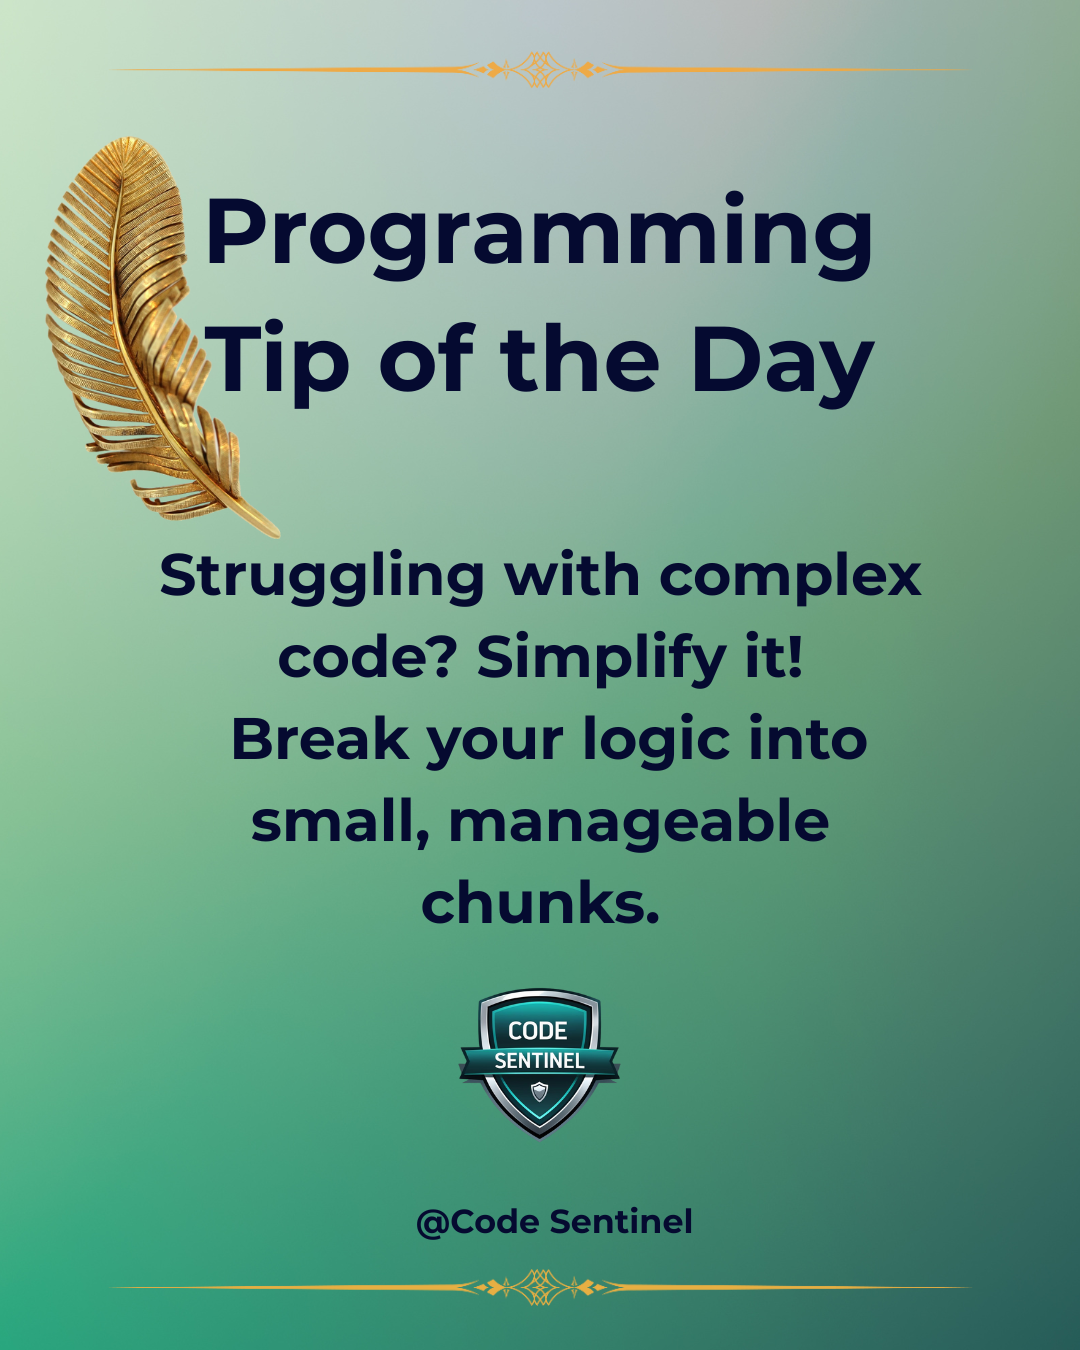 Programming
Tip of the Day
Struggling with complex
code? Simplify it!
Break your logic into
small, manageable
chunks.
CODE
SENTINEL
@Code Sentinel